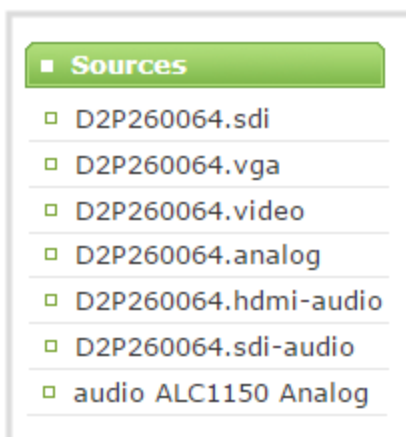 Sources
D2P260064.sdi
D2P260064.vga
D2P260064.video
D2P260064.analog
D2P260064.hdmi-audio
D2P260064.sdi-audio
audio ALC1150 Analog